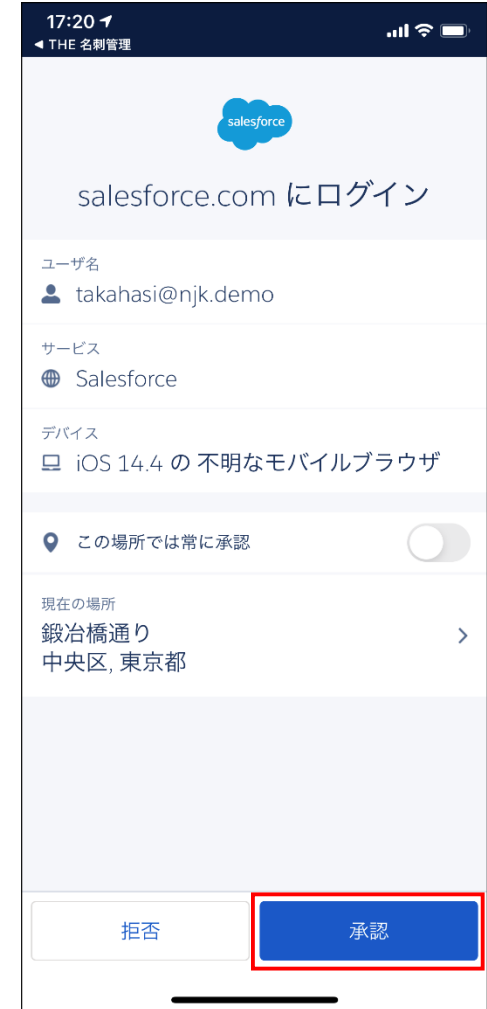 17:20
◀ THE 名刺管理
salesforce
salesforce.com にログイン
ユーザ名
takahasi@njk.demo
サービス
Salesforce
デバイス
iOS 14.4 の 不明なモバイルブラウザ
この場所では常に承認
現在の場所
鍛冶橋通り
中央区, 東京都
拒否
承認